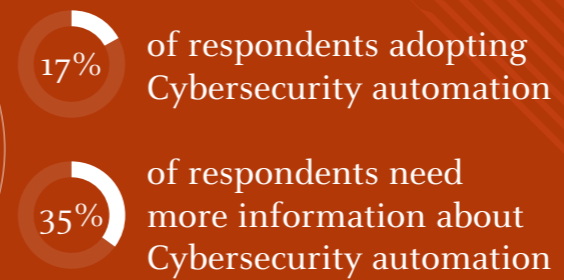 17%
of respondents adopting
Cybersecurity automation
35%
of respondents need
more information about
Cybersecurity automation